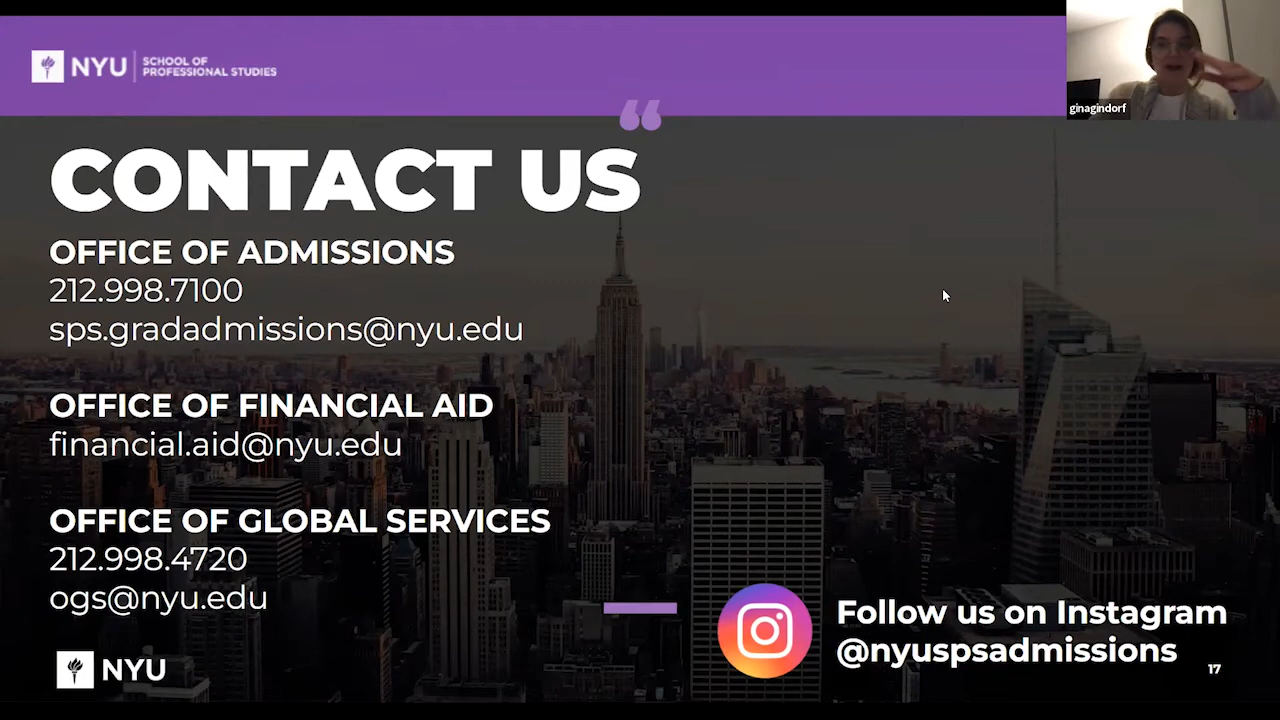 NYU
SCHOOL OF
PROFESSIONAL STUDIES
ginagindorf
“
CONTACT US
OFFICE OF ADMISSIONS
212.998.7100
sps.gradadmissions@nyu.edu
OFFICE OF FINANCIAL AID
financial.aid@nyu.edu
OFFICE OF GLOBAL SERVICES
212.998.4720
ogs@nyu.edu
Follow us on Instagram
@nyuspsadmissions
NYU
17